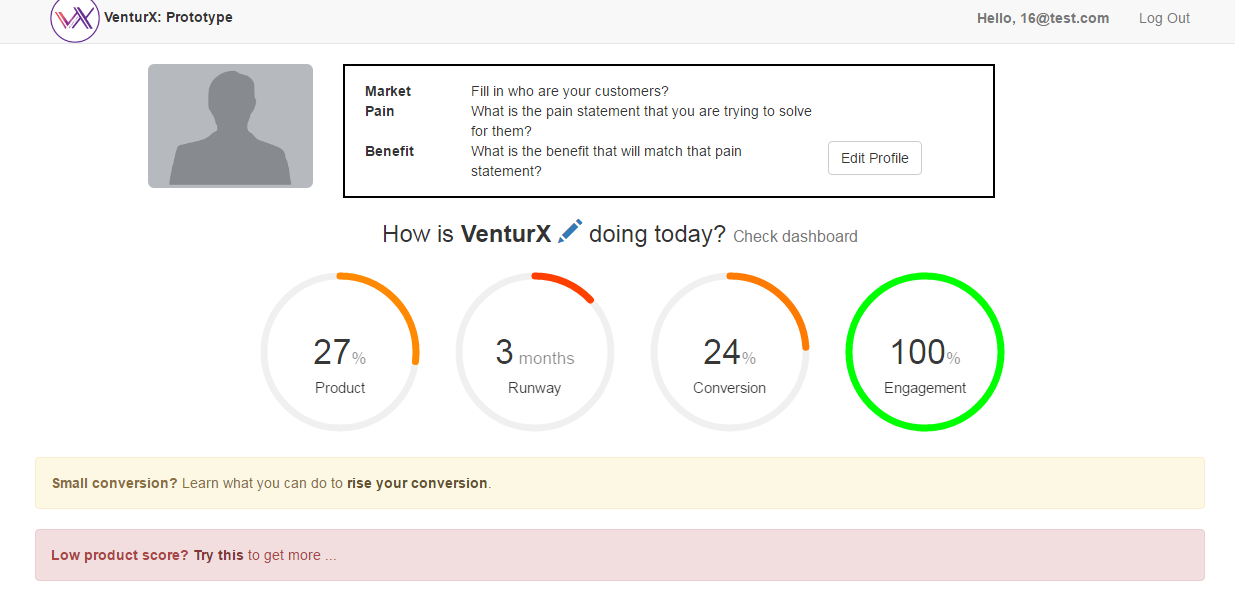 VX VenturX: Prototype
Hello, 16@test.com Log Out
Market Fill in who are your customers?
Pain What is the pain statement that you are trying to solve
for them?
Benefit What is the benefit that will match that pain
statement?
Edit Profile
How is VenturX doing today? Check dashboard
27%
Product
3 months
Runway
24%
Conversion
100%
Engagement
Small conversion? Learn what you can do to rise your conversion.
Low product score? Try this to get more ...